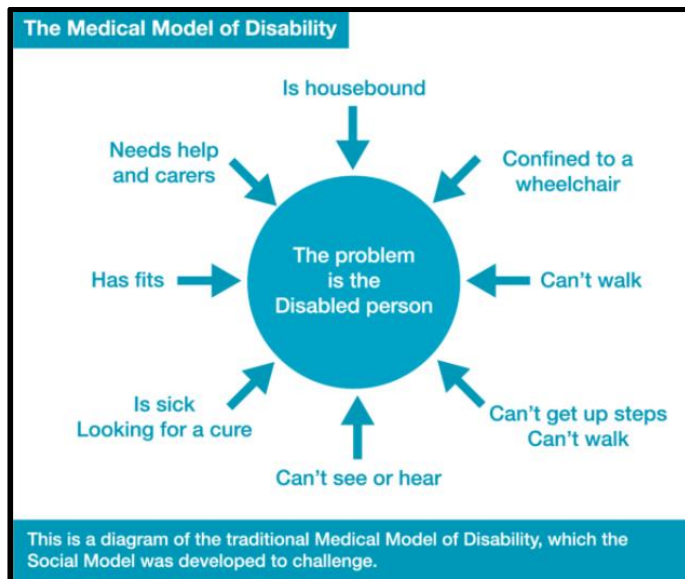 The Medical Model of Disability
Is housebound
Needs help
and carers
Confined to a
wheelchair
Has fits
The problem
is the
Disabled person
Can't walk
Is sick
Looking for a cure
Can't get up steps
Can't walk
Can't see or hear
This is a diagram of the traditional Medical Model of Disability, which the
Social Model was developed to challenge.